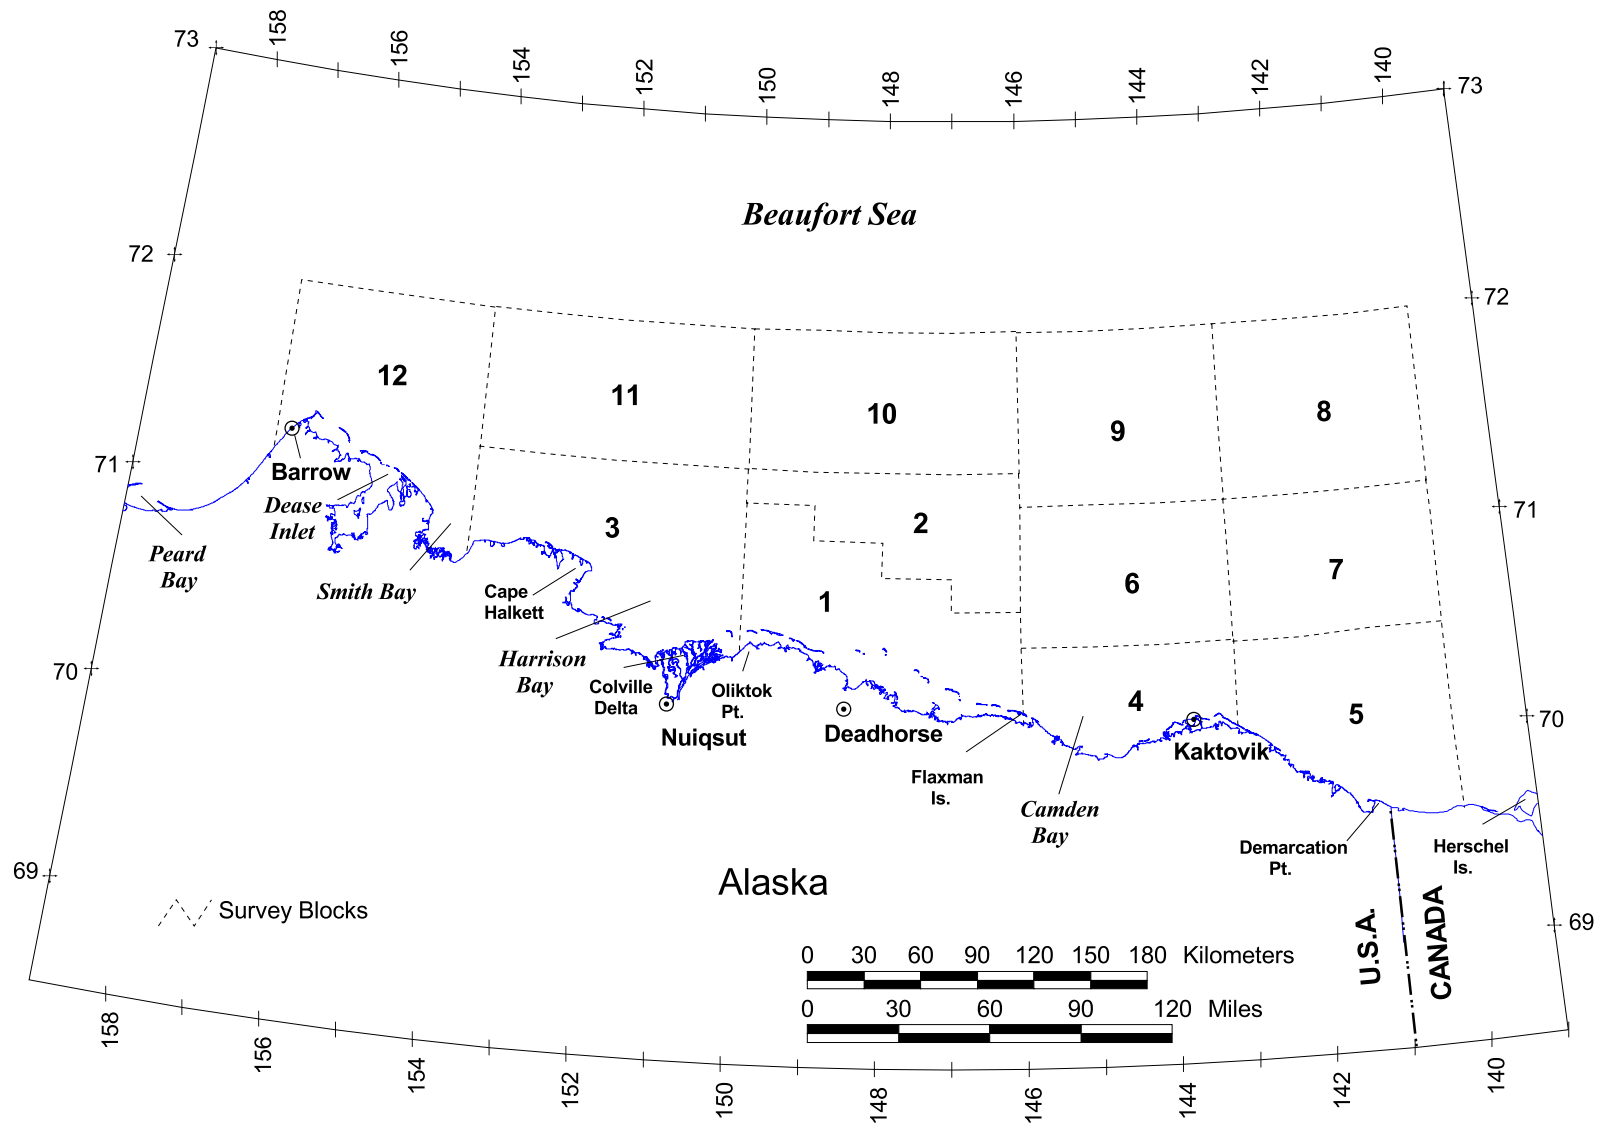 158
156
154
152
150
148
146
144
142
140
73
73
Beaufort Sea
72
72
12
11
10
9
8
71
71
Barrow
Dease
Inlet
Peard
Bay
Smith Bay
3
2
Cape
Halkett
1
6
7
Harrison
Bay
70
70
Colville
Delta
Oliktok
Pt.
Nuiqsut
Deadhorse
4
5
Kaktovik
Flaxman
Is.
Camden
Bay
Demarcation
Pt.
Herschel
Is.
69
69
Alaska
Survey Blocks
U.S.A.
CANADA
0 30 60 90 120 150 180 Kilometers
0 30 60 90 120 Miles
158
156
154
152
150
148
146
144
142
140